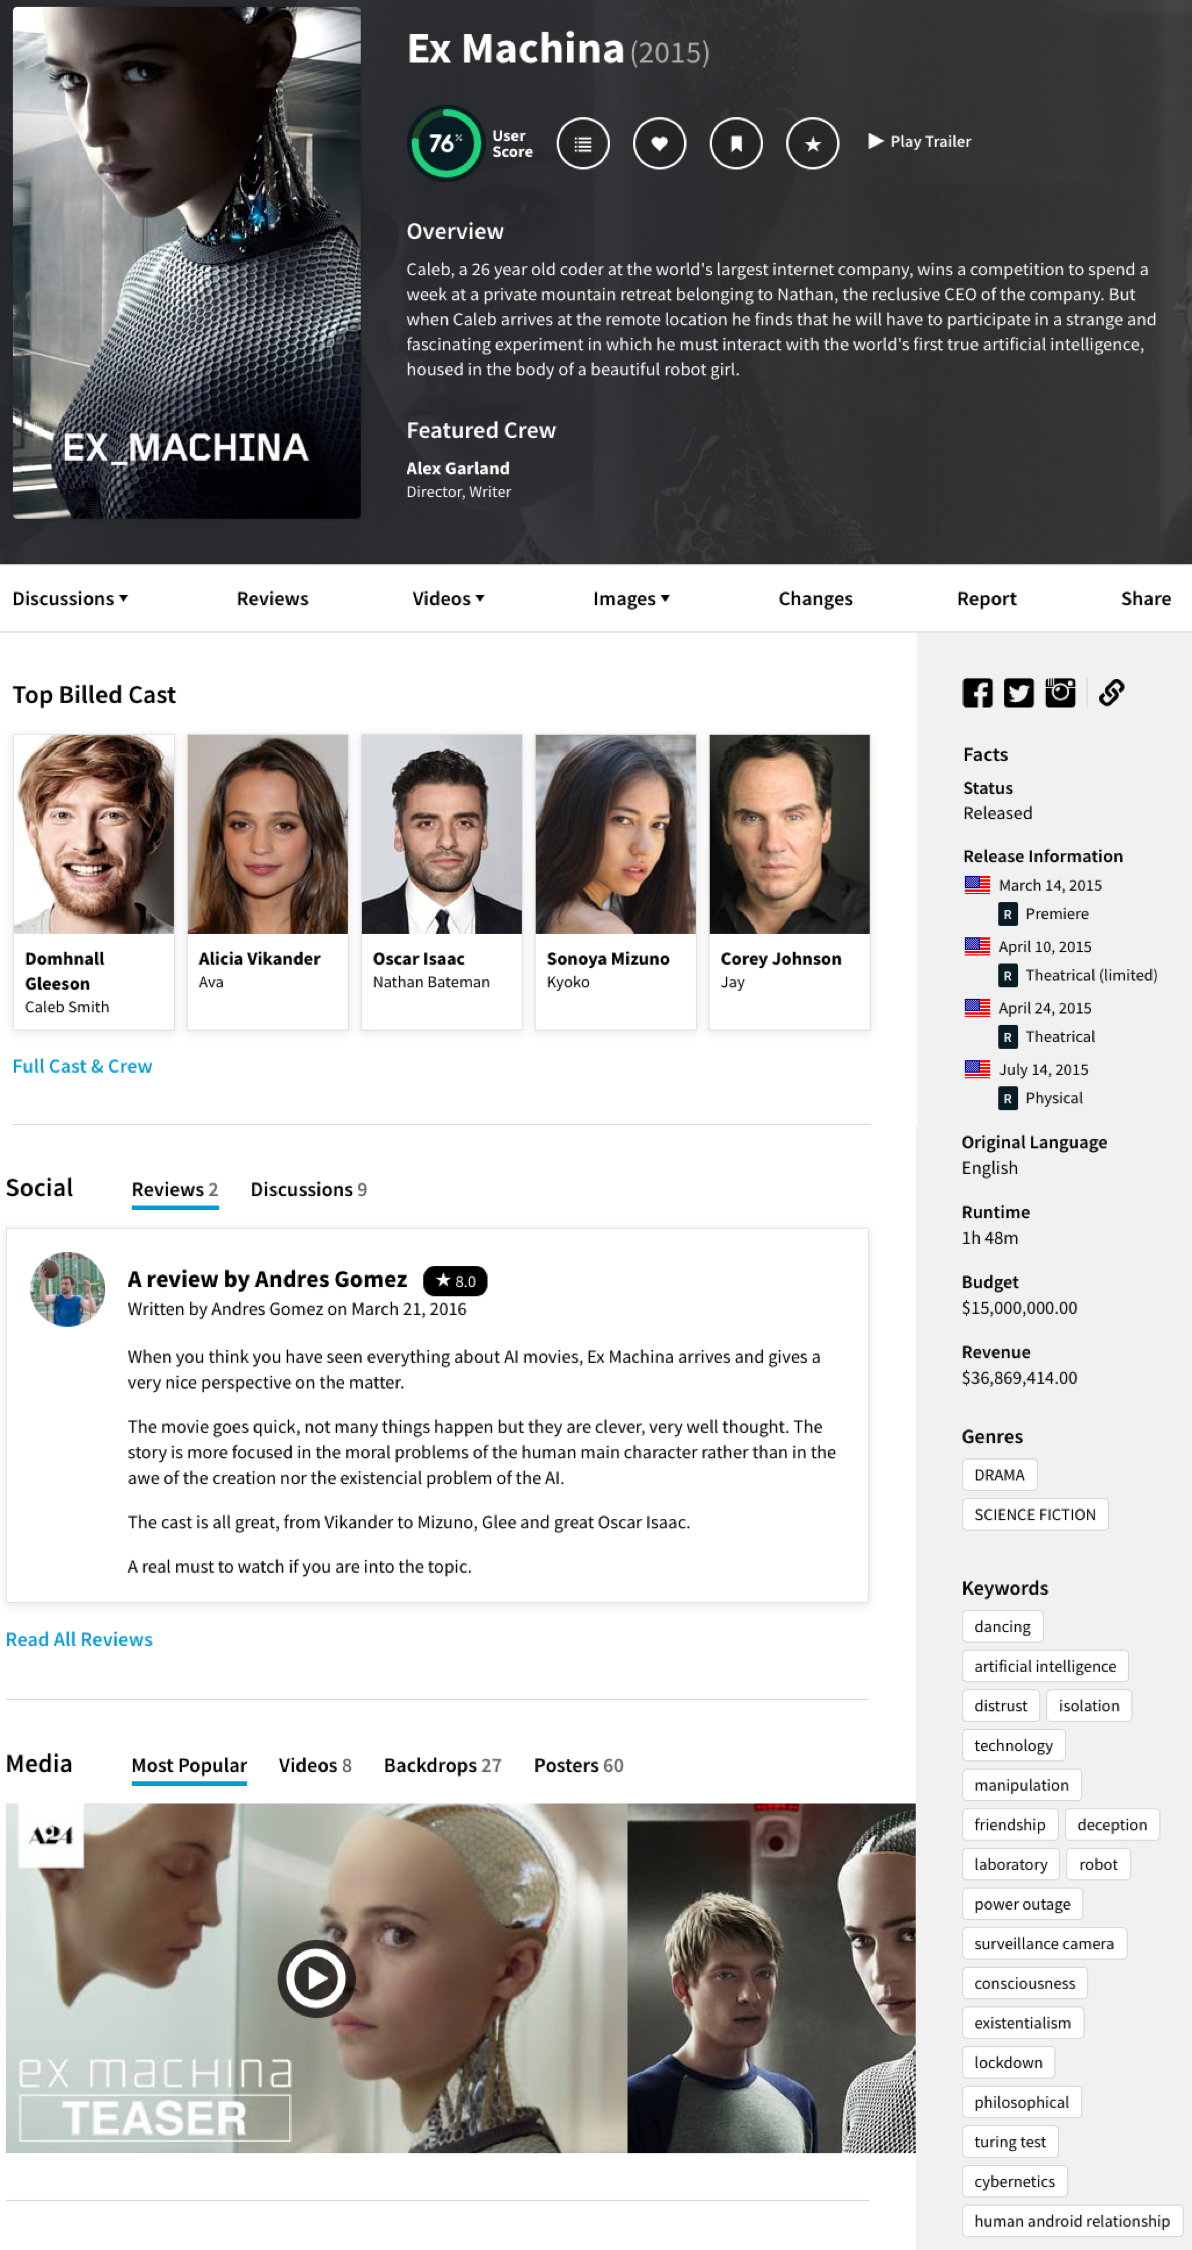 Ex Machina (2015)
76%
User
Score
Play Trailer
Overview
Caleb, a 26 year old coder at the world's largest internet company, wins a competition to spend a
week at a private mountain retreat belonging to Nathan, the reclusive CEO of the company. But
when Caleb arrives at the remote location he finds that he will have to participate in a strange and
fascinating experiment in which he must interact with the world's first true artificial intelligence,
housed in the body of a beautiful robot girl.
Featured Crew
Alex Garland
Director, Writer
EX_MACHINA
Discussions Reviews Videos Images Changes Report Share
Top Billed Cast
Domhnall
Gleeson
Caleb Smith
Alicia Vikander
Ava
Oscar Isaac
Nathan Bateman
Sonoya Mizuno
Kyoko
Corey Johnson
Jay
Full Cast & Crew
Social
Reviews 2
Discussions 9
A review by Andres Gomez
★ 8.0
Written by Andres Gomez on March 21, 2016
When you think you have seen everything about AI movies, Ex Machina arrives and gives a
very nice perspective on the matter.
The movie goes quick, not many things happen but they are clever, very well thought. The
story is more focused in the moral problems of the human main character rather than in the
awe of the creation nor the existencial problem of the AI.
The cast is all great, from Vikander to Mizuno, Glee and great Oscar Isaac.
A real must to watch if you are into the topic.
Read All Reviews
Media
Most Popular
Videos 8
Backdrops 27
Posters 60
A24
ex machina
TEASER
Facts
Status
Released
Release Information
March 14, 2015
R Premiere
April 10, 2015
R Theatrical (limited)
April 24, 2015
R Theatrical
July 14, 2015
R Physical
Original Language
English
Runtime
1h 48m
Budget
$15,000,000.00
Revenue
$36,869,414.00
Genres
DRAMA
SCIENCE FICTION
Keywords
dancing
artificial intelligence
distrust isolation
technology
manipulation
friendship deception
laboratory robot
power outage
surveillance camera
consciousness
existentialism
lockdown
philosophical
turing test
cybernetics
human android relationship